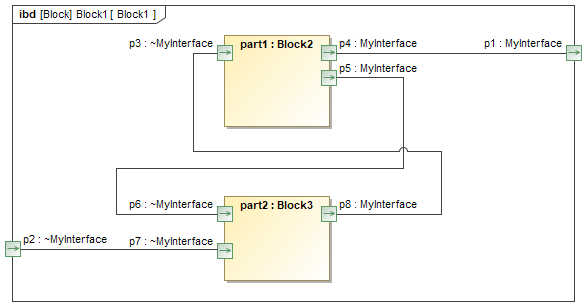 ibd [Block] Block1 [ Block1 ]
p3 : ~MyInterface
part1 : Block2
p4 : MyInterface
p1 : MyInterface
p5 : MyInterface
p6 : ~MyInterface
part2 : Block3
p8 : MyInterface
p2 : ~MyInterface
p7 : ~MyInterface